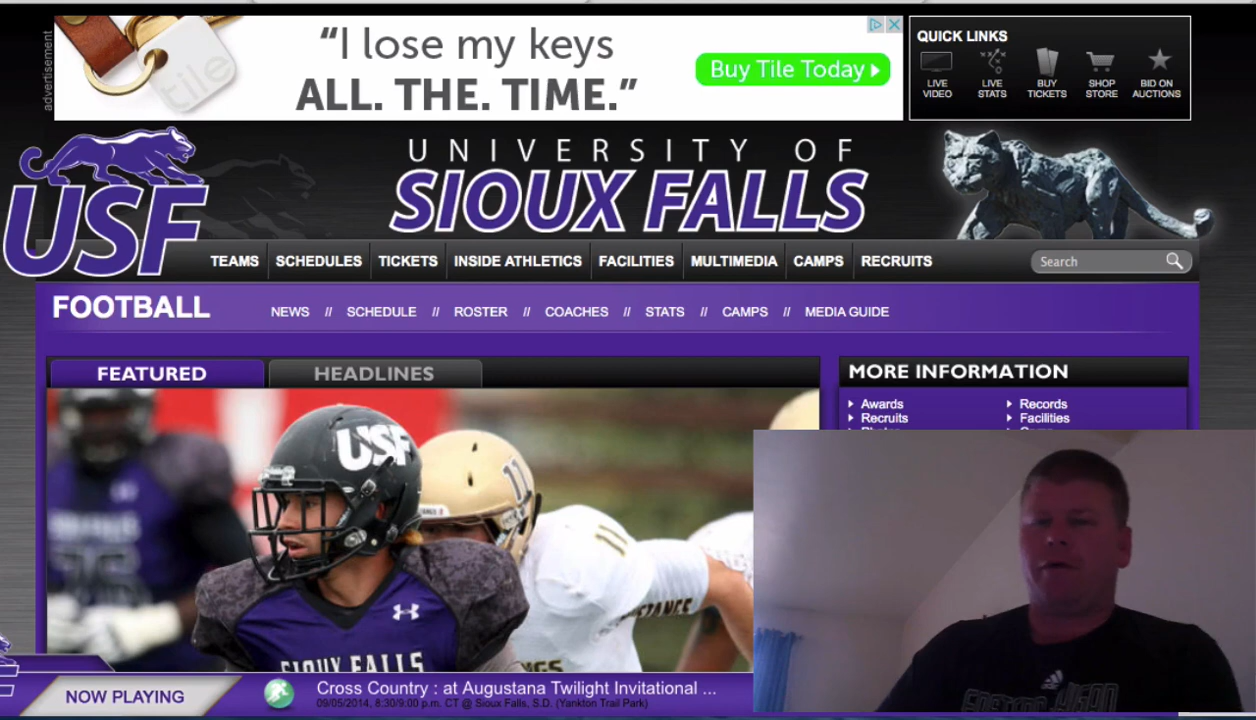 advertisement
"I lose my keys
ALL. THE. TIME."
Buy Tile Today
tile
QUICK LINKS
LIVE VIDEO
LIVE STATS
BUY TICKETS
SHOP STORE
BID ON AUCTIONS
USF
UNIVERSITY OF
SIOUX FALLS
TEAMS SCHEDULES TICKETS INSIDE ATHLETICS FACILITIES MULTIMEDIA CAMPS RECRUITS
Search
FOOTBALL
NEWS // SCHEDULE // ROSTER // COACHES // STATS // CAMPS // MEDIA GUIDE
FEATURED HEADLINES
MORE INFORMATION
Awards Records
Recruits Facilities
USF
11
11
SIOUX FALLS
NOW PLAYING
Cross Country : at Augustana Twilight Invitational ...
09/05/2014, 8:30/9:00 p.m. CT @ Sioux Falls, S.D. (Yankton Trail Park)
adidas